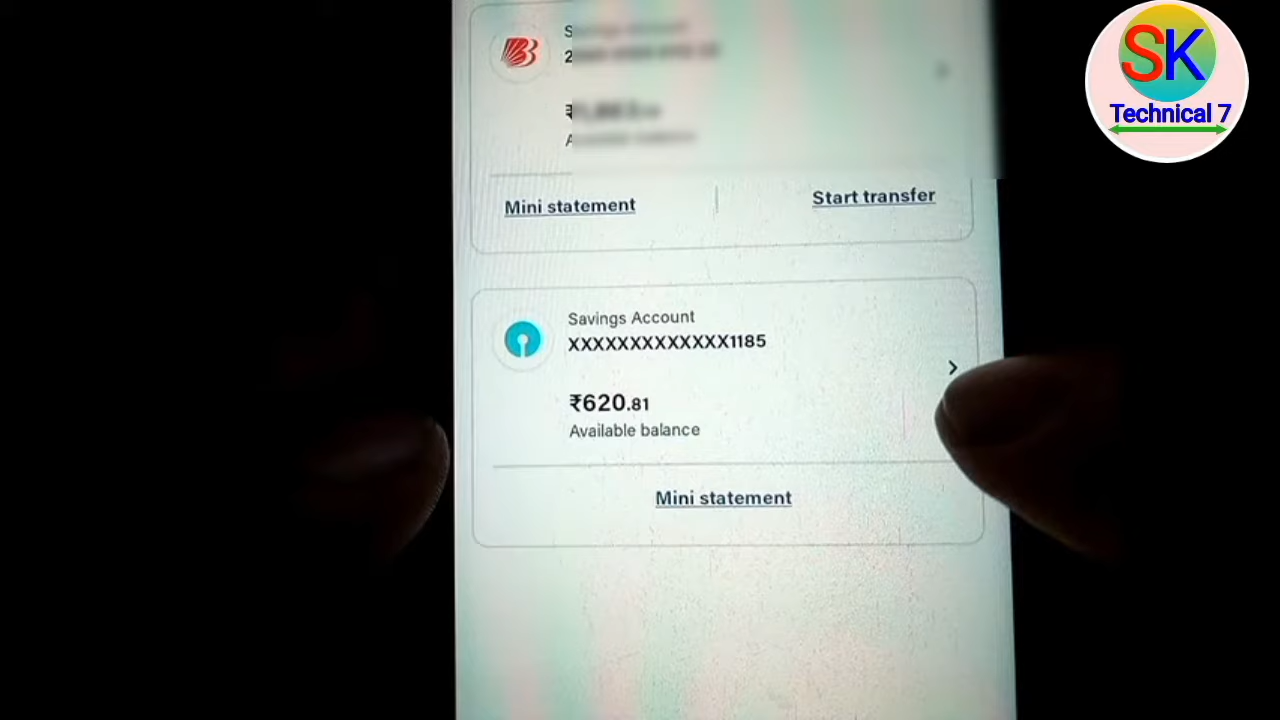 SK
Technical 7
Mini statement
Start transfer
Savings Account
XXXXXXXXXXXXX1185
₹620.81
Available balance
Mini statement